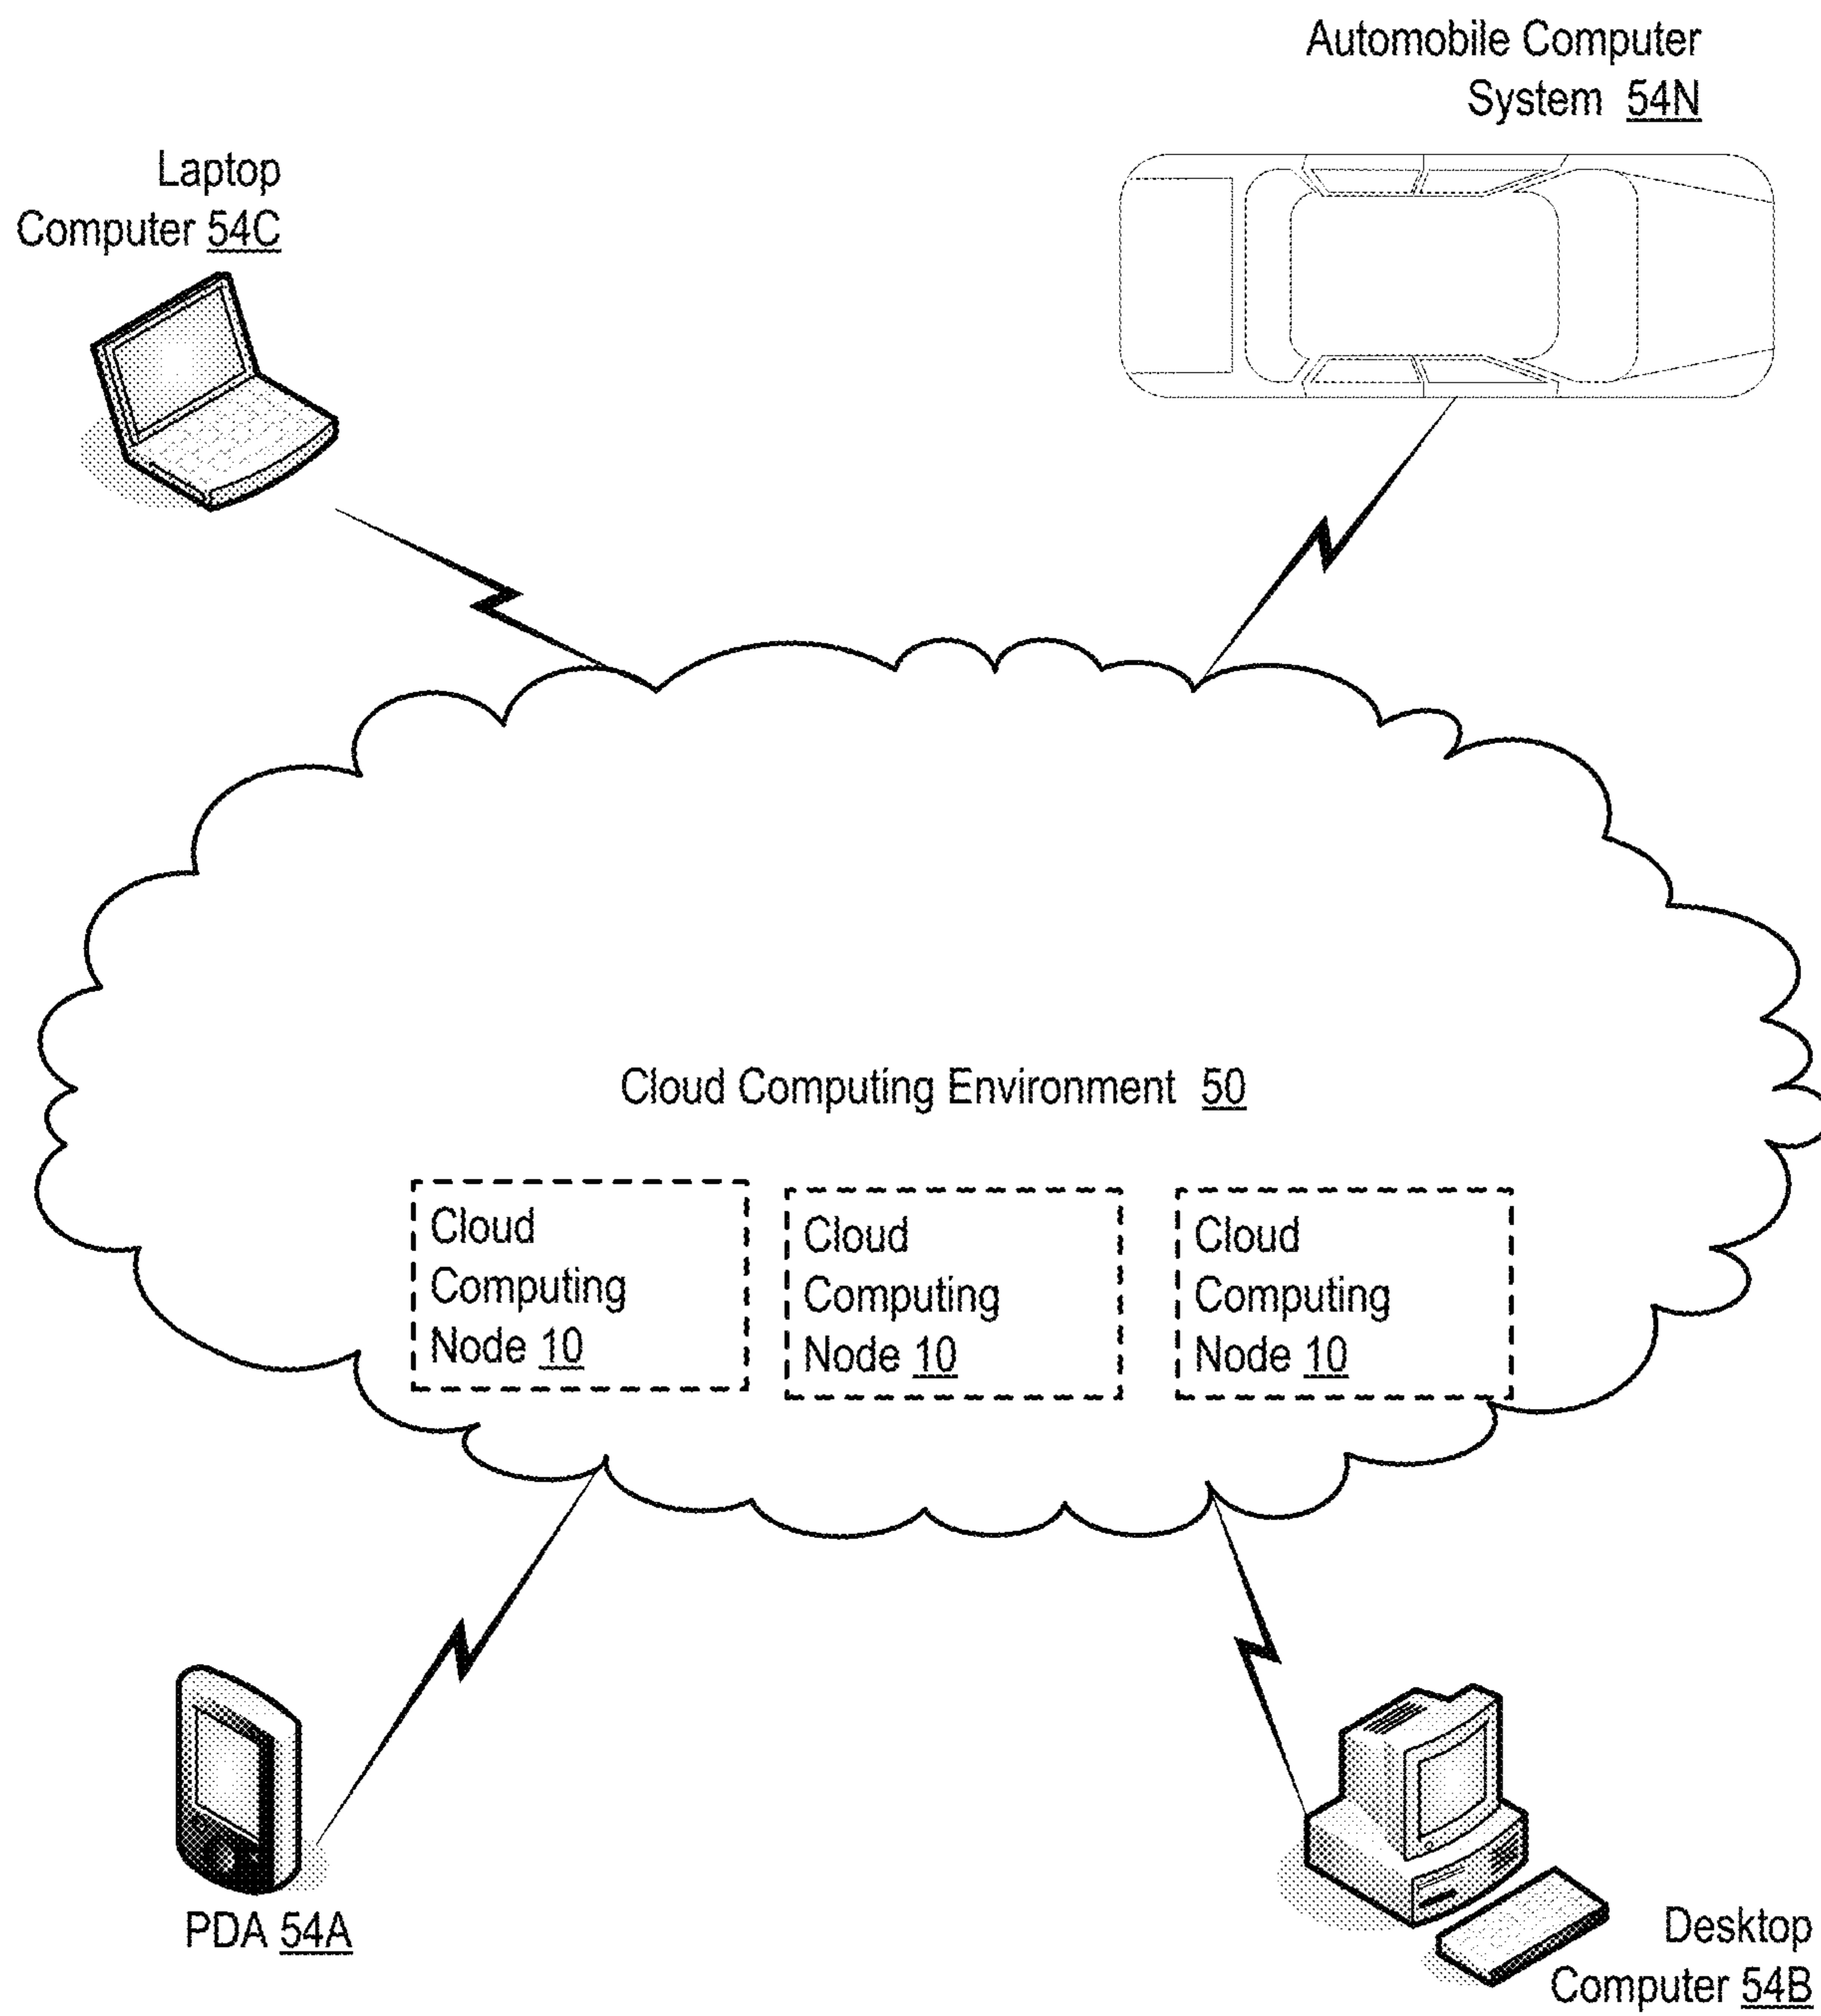 Automobile Computer
System 54N
Laptop
Computer 54C
Cloud Computing Environment 50
Cloud
Computing
Node 10
Cloud
Computing
Node 10
Cloud
Computing
Node 10
PDA 54A
Desktop
Computer 54B